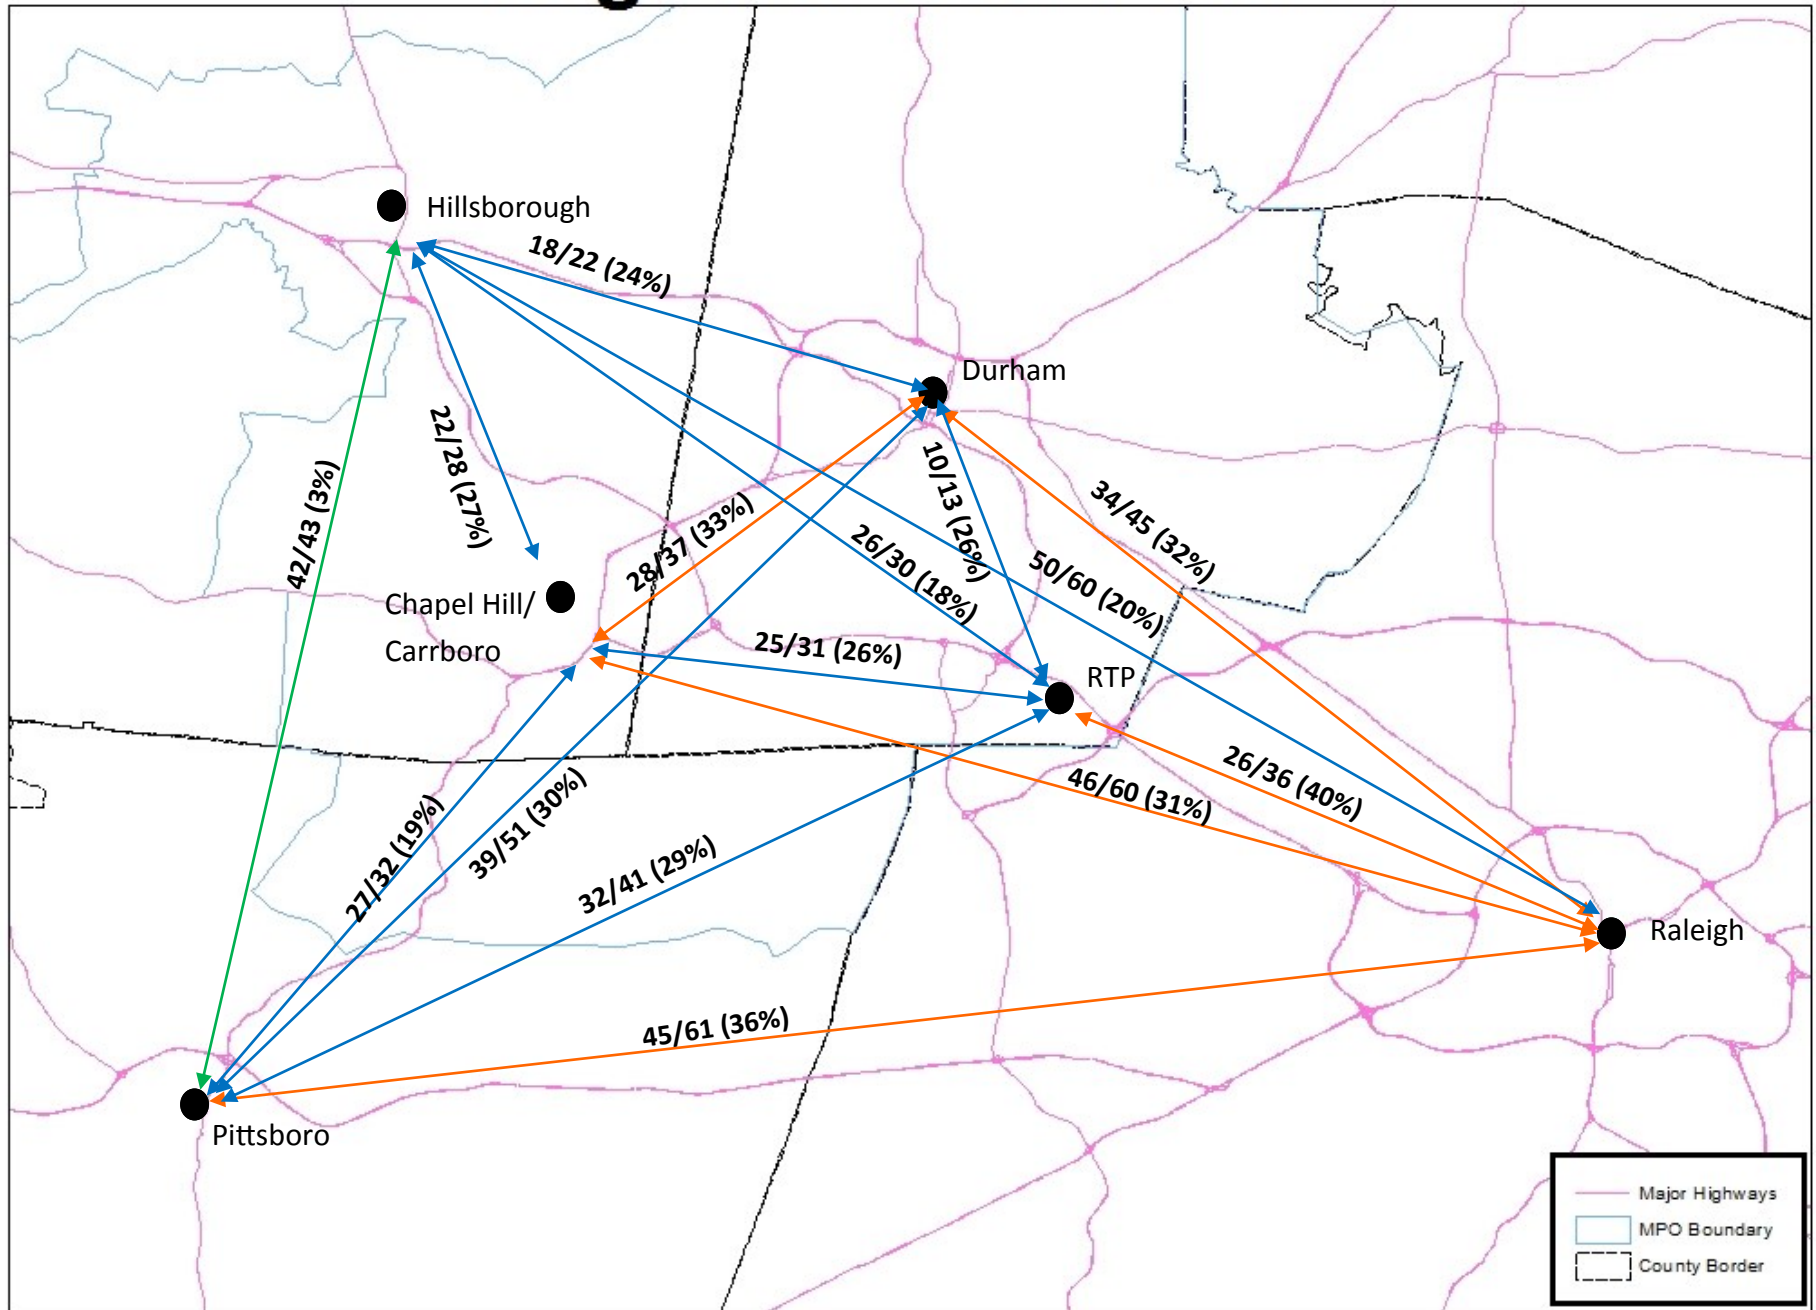 Hillsborough
18/22 (24%)
Durham
22/28 (27%)
42/43 (3%)
10/13 (26%)
34/45 (32%)
28/37 (33%)
26/30 (18%)
50/60 (20%)
Chapel Hill/
Carrboro
25/31 (26%)
RTP
26/36 (40%)
46/60 (31%)
27/32 (19%)
39/51 (30%)
32/41 (29%)
Raleigh
45/61 (36%)
Pittsboro
Major Highways
MPO Boundary
County Border